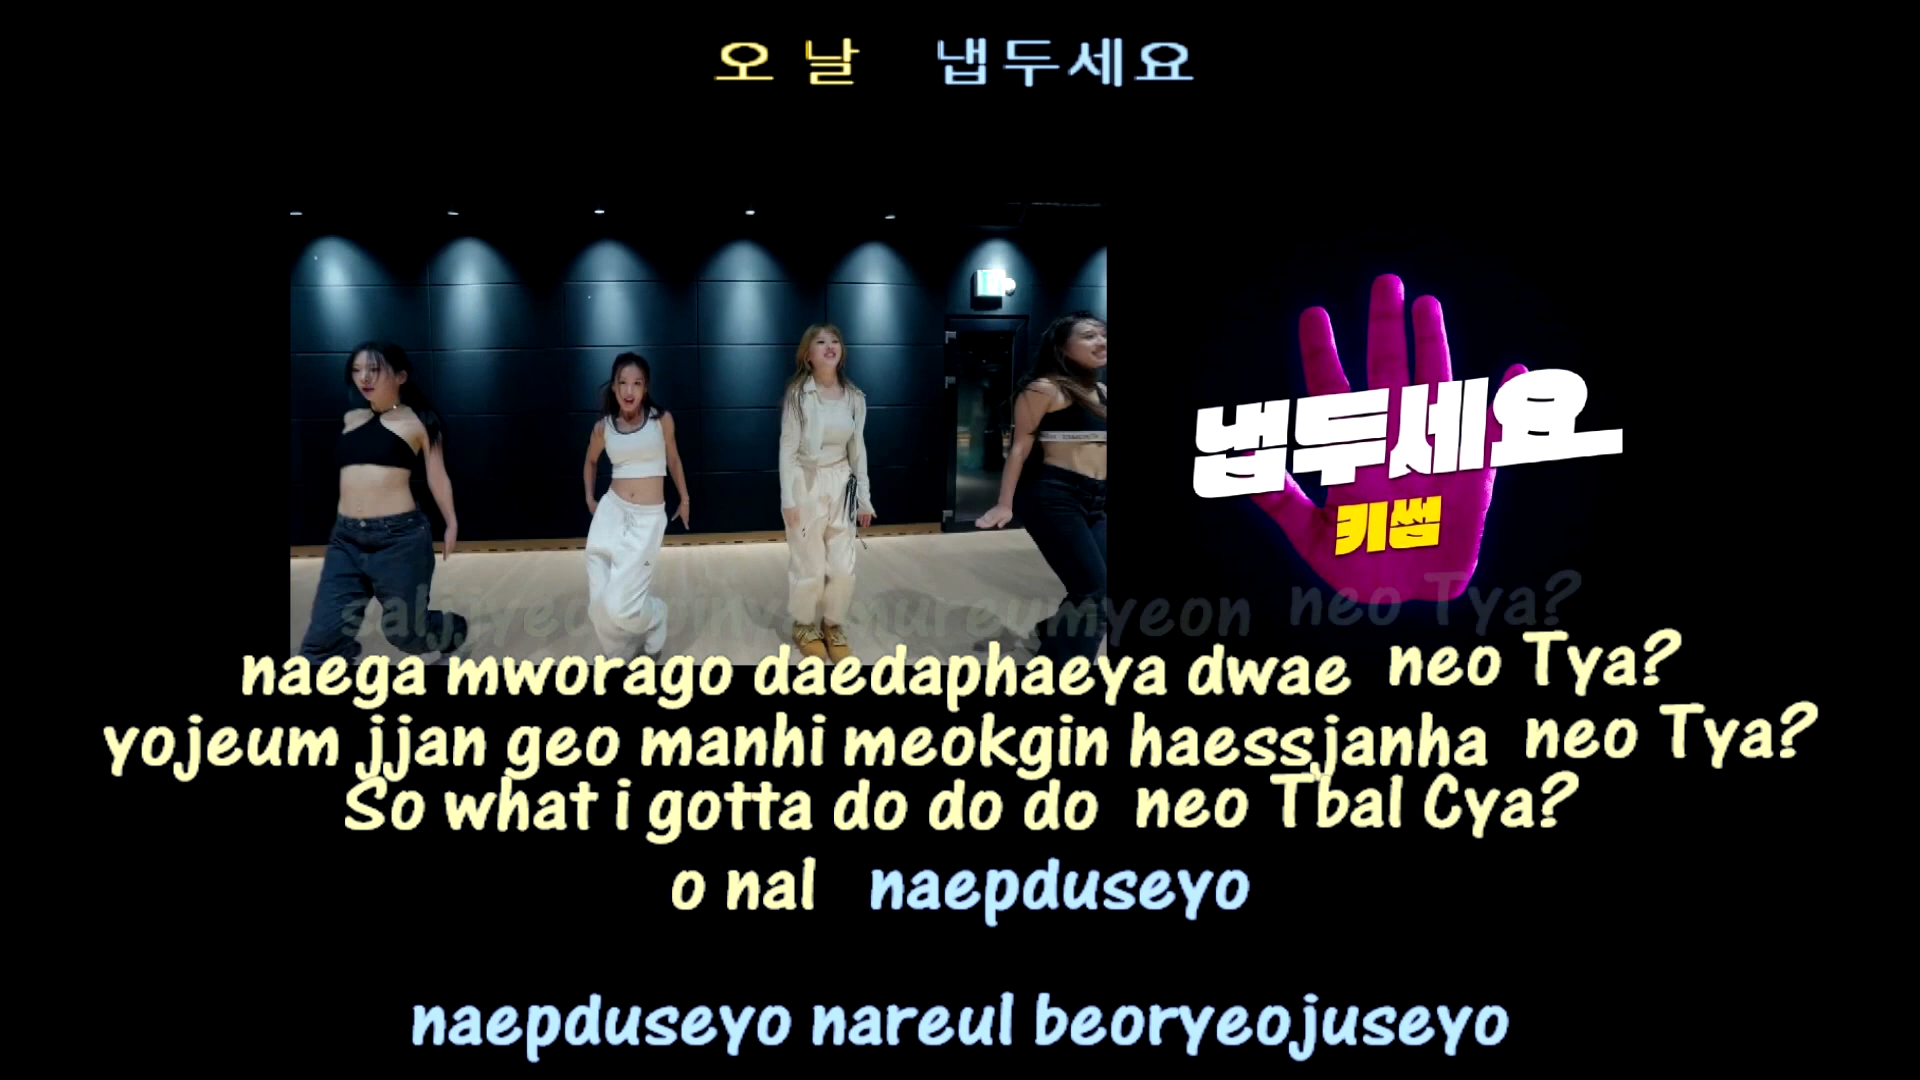 오 날 냅두세요
냅두세요
키썸
neo Tya?
naega mworago daedaphaeya dwae neo Tya?
yojeum jjan geo manhi meokgin haessjanha neo Tya?
So what i gotta do do do neo Tbal Cya?
o nal naepduseyo
naepduseyo nareul beoryeojuseyo